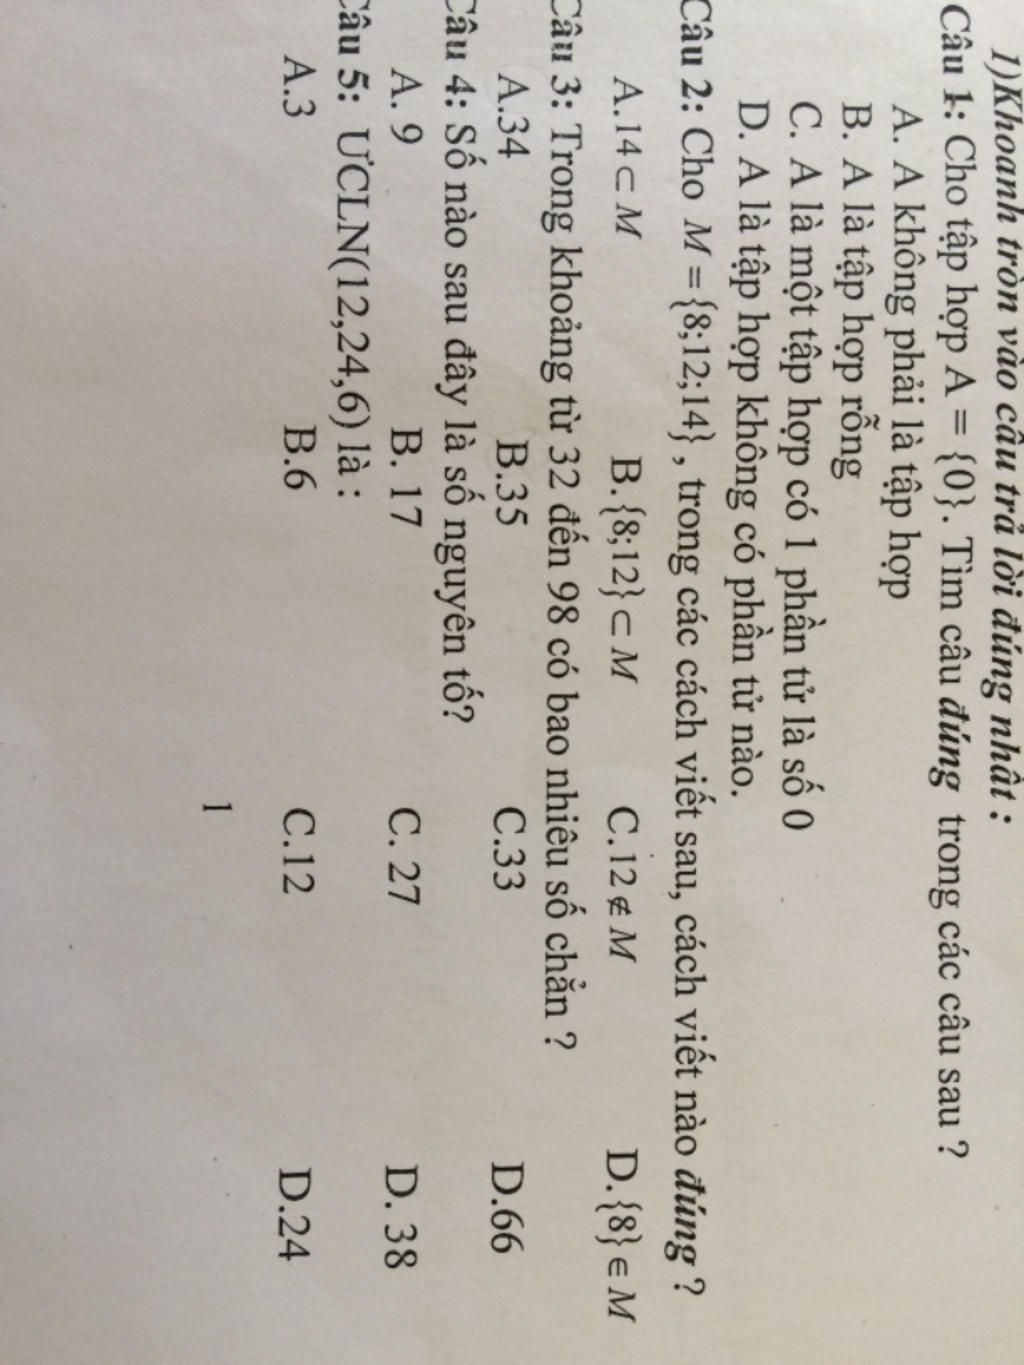 1)Khoanh tròn vào câu trả lời đúng nhất :
Câu 1: Cho tập hợp A = {0}. Tìm câu đúng trong các câu sau ?
A. A không phải là tập hợp
B. A là tập hợp rỗng
C. A là một tập hợp có 1 phần tử là số 0
D. A là tập hợp không có phần tử nào.
Câu 2: Cho M = {8;12;14} , trong các cách viết sau, cách viết nào đúng ?
A.14 ⊂ M B.{8;12} ⊂ M C.12 ∉ M D.{8} ∈ M
Câu 3: Trong khoảng từ 32 đến 98 có bao nhiêu số chẵn ?
A.34 B.35 C.33 D.66
Câu 4: Số nào sau đây là số nguyên tố?
A. 9 B. 17 C. 27 D. 38
Câu 5: ƯCLN(12,24,6) là :
A.3 B.6 C.12 D.24
1